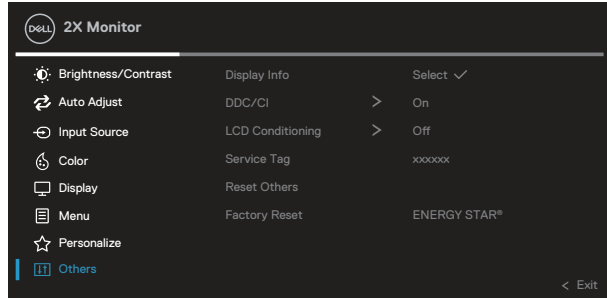 DELL 2X Monitor
Brightness/Contrast Display Info Select ✓
Auto Adjust DDC/CI > On
Input Source LCD Conditioning > Off
Color Service Tag xxxxxx
Display Reset Others
Menu Factory Reset ENERGY STAR®
Personalize
Others
< Exit